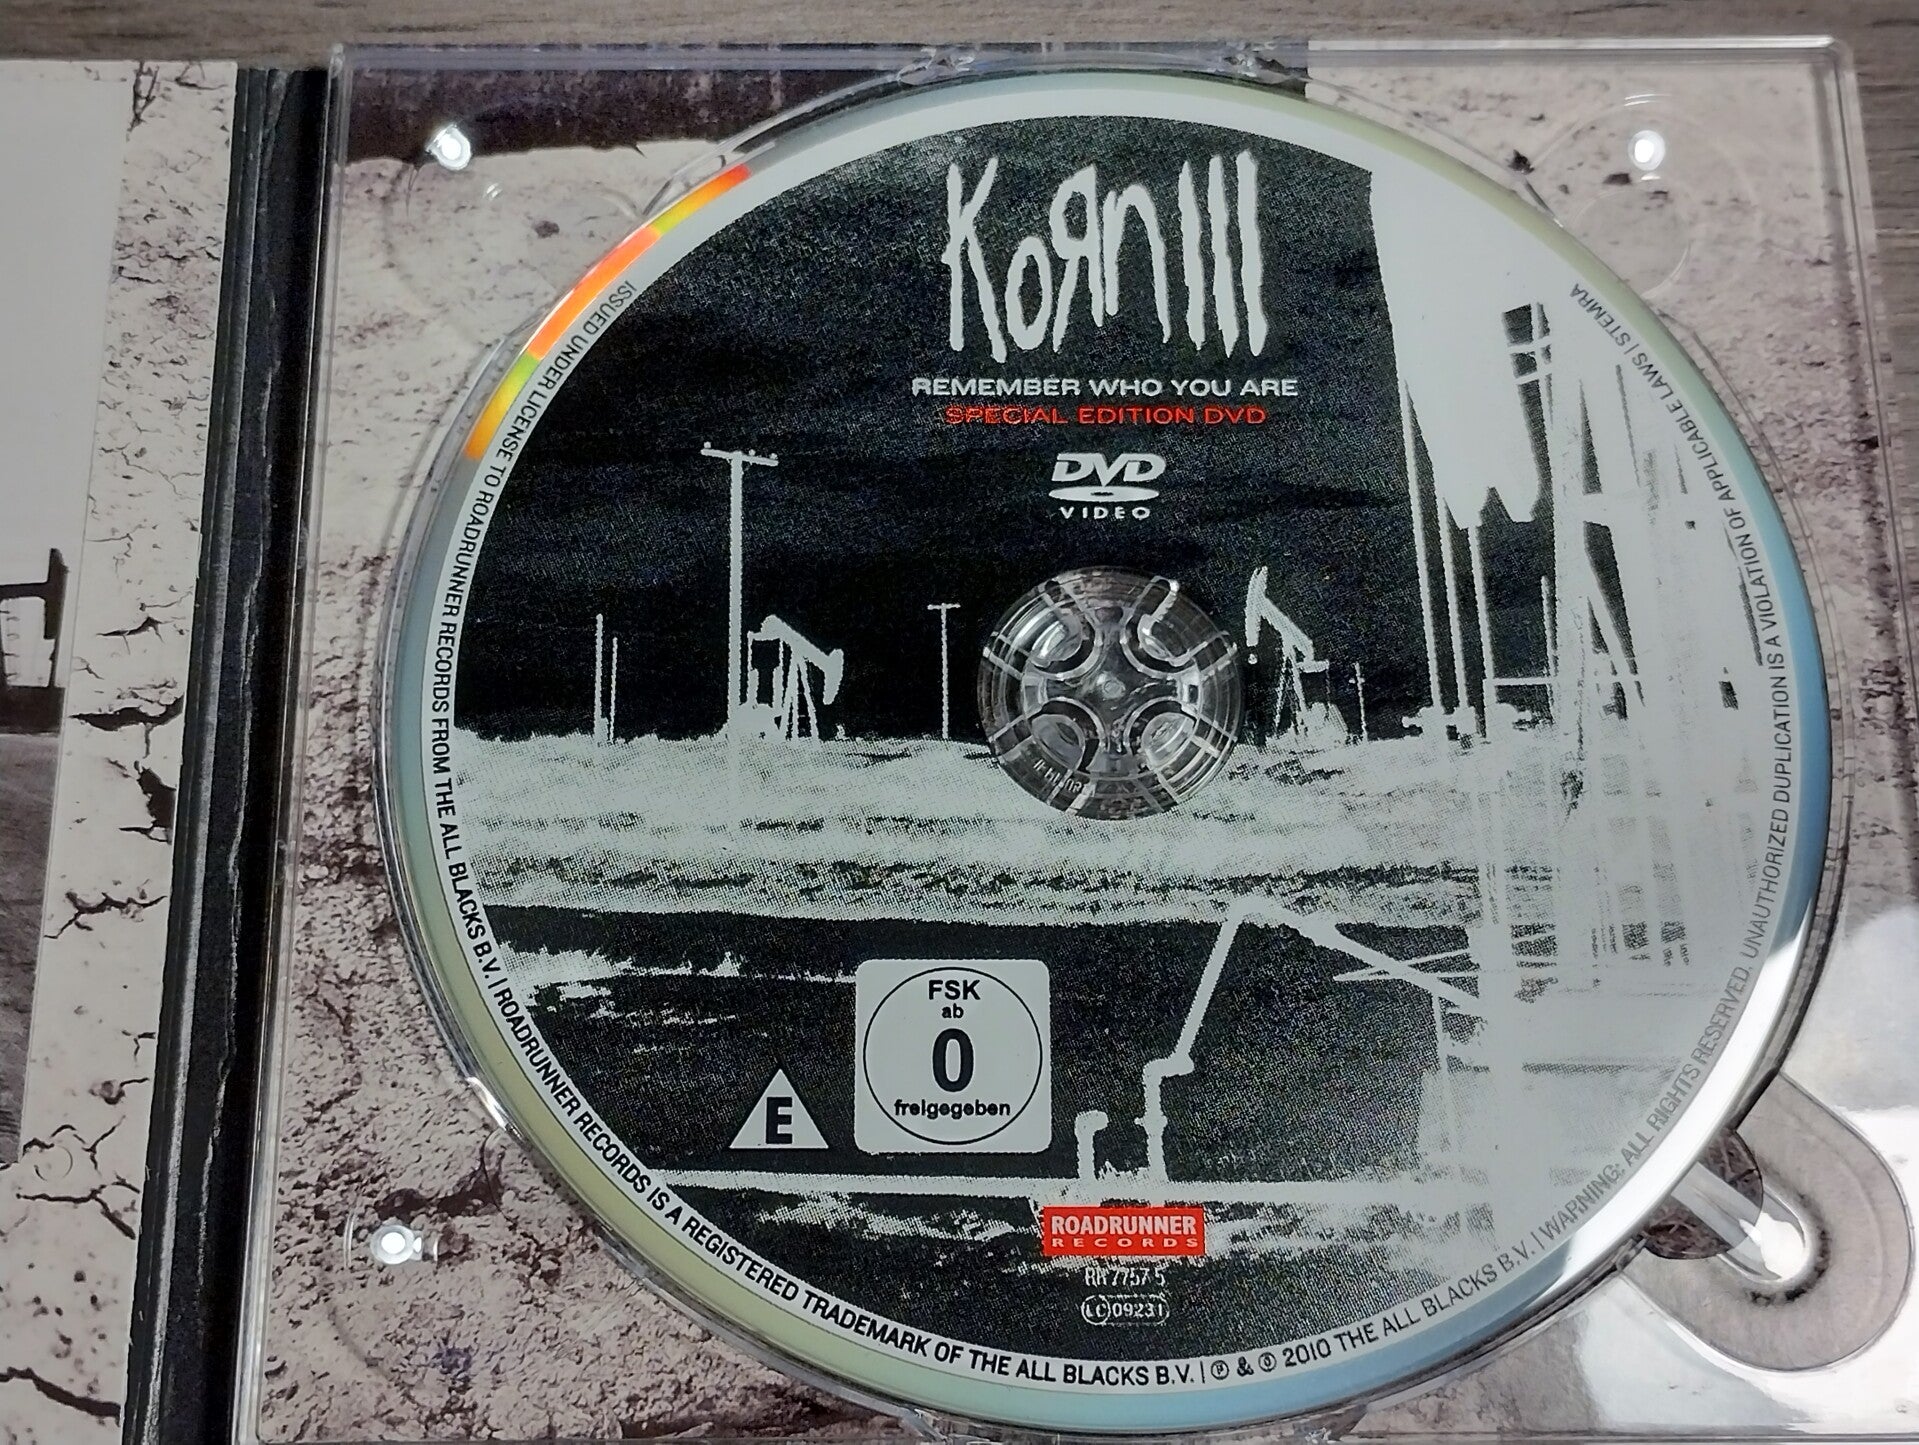 KoЯn III
REMEMBER WHO YOU ARE
SPECIAL EDITION DVD
DVD
VIDEO
FSK
ab
0
freigegeben
E
ROADRUNNER
RECORDS
RR 7757 5
LC 09231
ISSUED UNDER LICENSE TO ROADRUNNER RECORDS FROM THE ALL BLACKS B.V. | ROADRUNNER RECORDS IS A REGISTERED TRADEMARK OF THE ALL BLACKS B.V. | ℗ & © 2010 THE ALL BLACKS B.V. | WARNING: ALL RIGHTS RESERVED. UNAUTHORIZED DUPLICATION IS A VIOLATION OF APPLICABLE LAWS | STEMRA